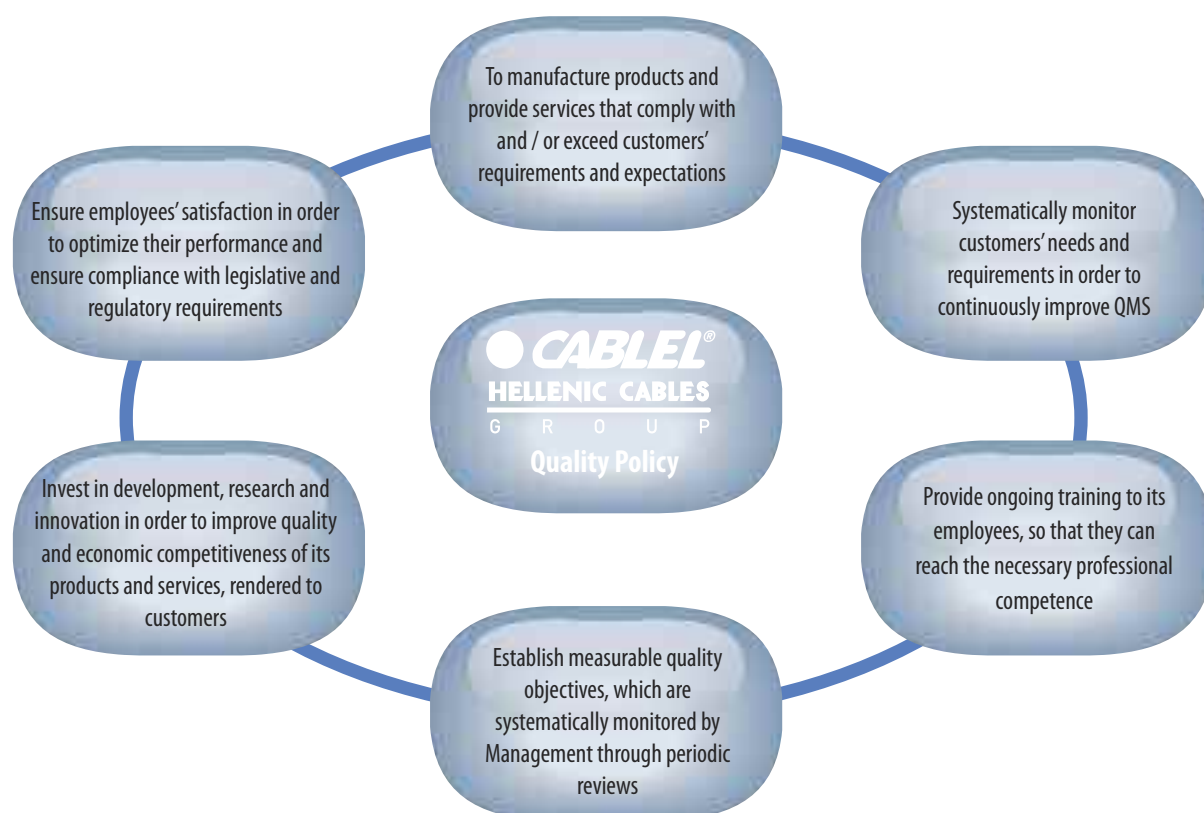 To manufacture products and
provide services that comply with
and / or exceed customers’
requirements and expectations
Systematically monitor
customers’ needs and
requirements in order to
continuously improve QMS
Provide ongoing training to its
employees, so that they can
reach the necessary professional
competence
Establish measurable quality
objectives, which are
systematically monitored by
Management through periodic
reviews
Invest in development, research and
innovation in order to improve quality
and economic competitiveness of its
products and services, rendered to
customers
Ensure employees’ satisfaction in order
to optimize their performance and
ensure compliance with legislative and
regulatory requirements
CABLEL®
HELLENIC CABLES
GROUP
Quality Policy